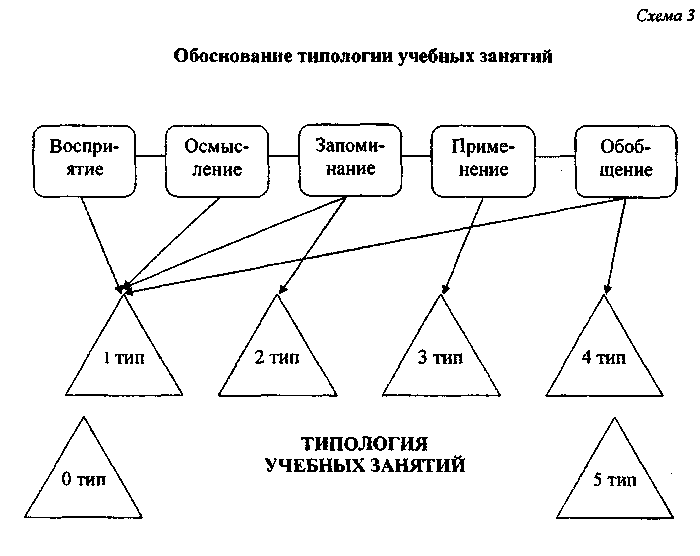 Схема 3
Обоснование типологии учебных занятий
Воспри-
ятие
Осмыс-
ление
Запоми-
нание
Приме-
нение
Обоб-
щение
1 тип
2 тип
3 тип
4 тип
0 тип
ТИПОЛОГИЯ
УЧЕБНЫХ ЗАНЯТИЙ
5 тип